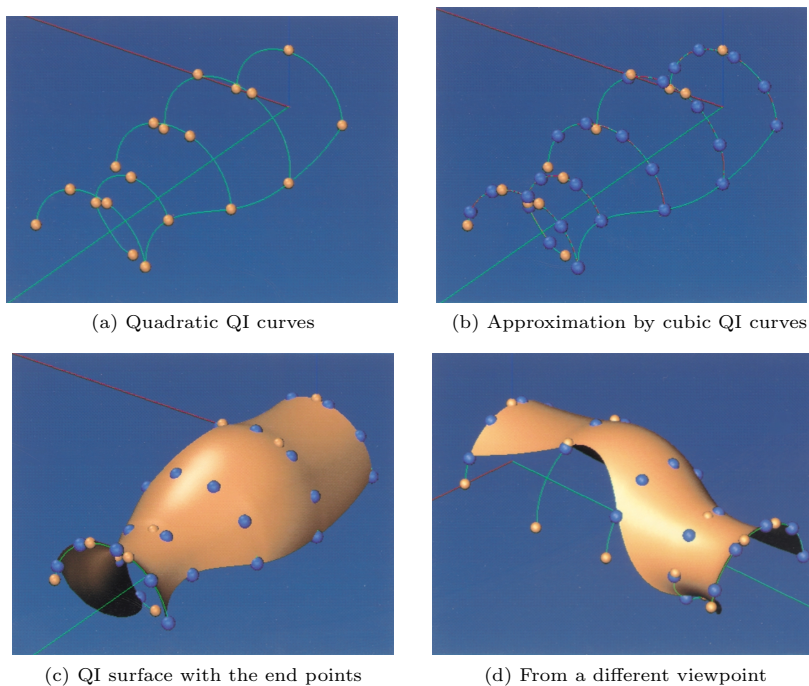 (a) Quadratic QI curves
(b) Approximation by cubic QI curves
(c) QI surface with the end points
(d) From a different viewpoint